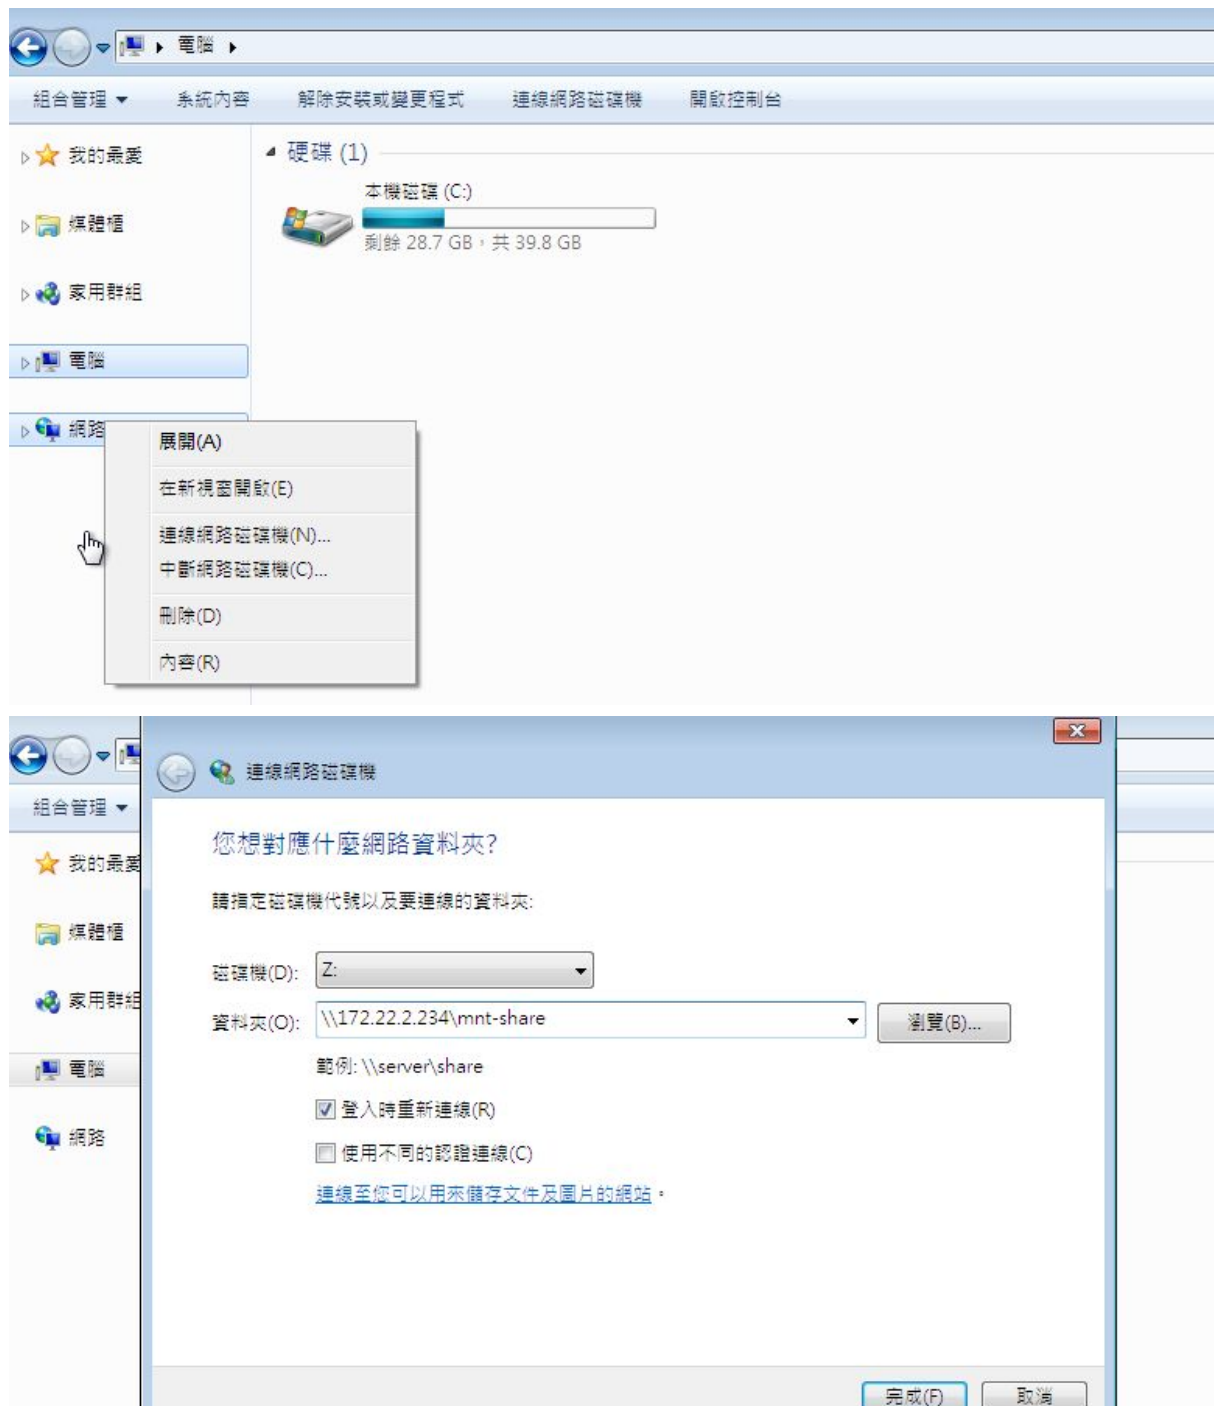 電腦
組合管理 系統內容 解除安裝或變更程式 連線網路磁碟機 開啟控制台
我的最愛
硬碟 (1)
本機磁碟 (C:)
剩餘 28.7 GB，共 39.8 GB
媒體櫃
家用群組
電腦
網路
展開(A)
在新視窗開啟(E)
連線網路磁碟機(N)...
中斷網路磁碟機(C)...
刪除(D)
內容(R)
連線網路磁碟機
組合管理
您想對應什麼網路資料夾?
我的最愛
請指定磁碟機代號以及要連線的資料夾:
媒體櫃
磁碟機(D): Z:
家用群組
資料夾(O): \\172.22.2.234\mnt-share 瀏覽(B)...
範例: \\server\share
電腦
登入時重新連線(R)
網路
使用不同的認證連線(C)
連線至您可以用來儲存文件及圖片的網站。
完成(F) 取消